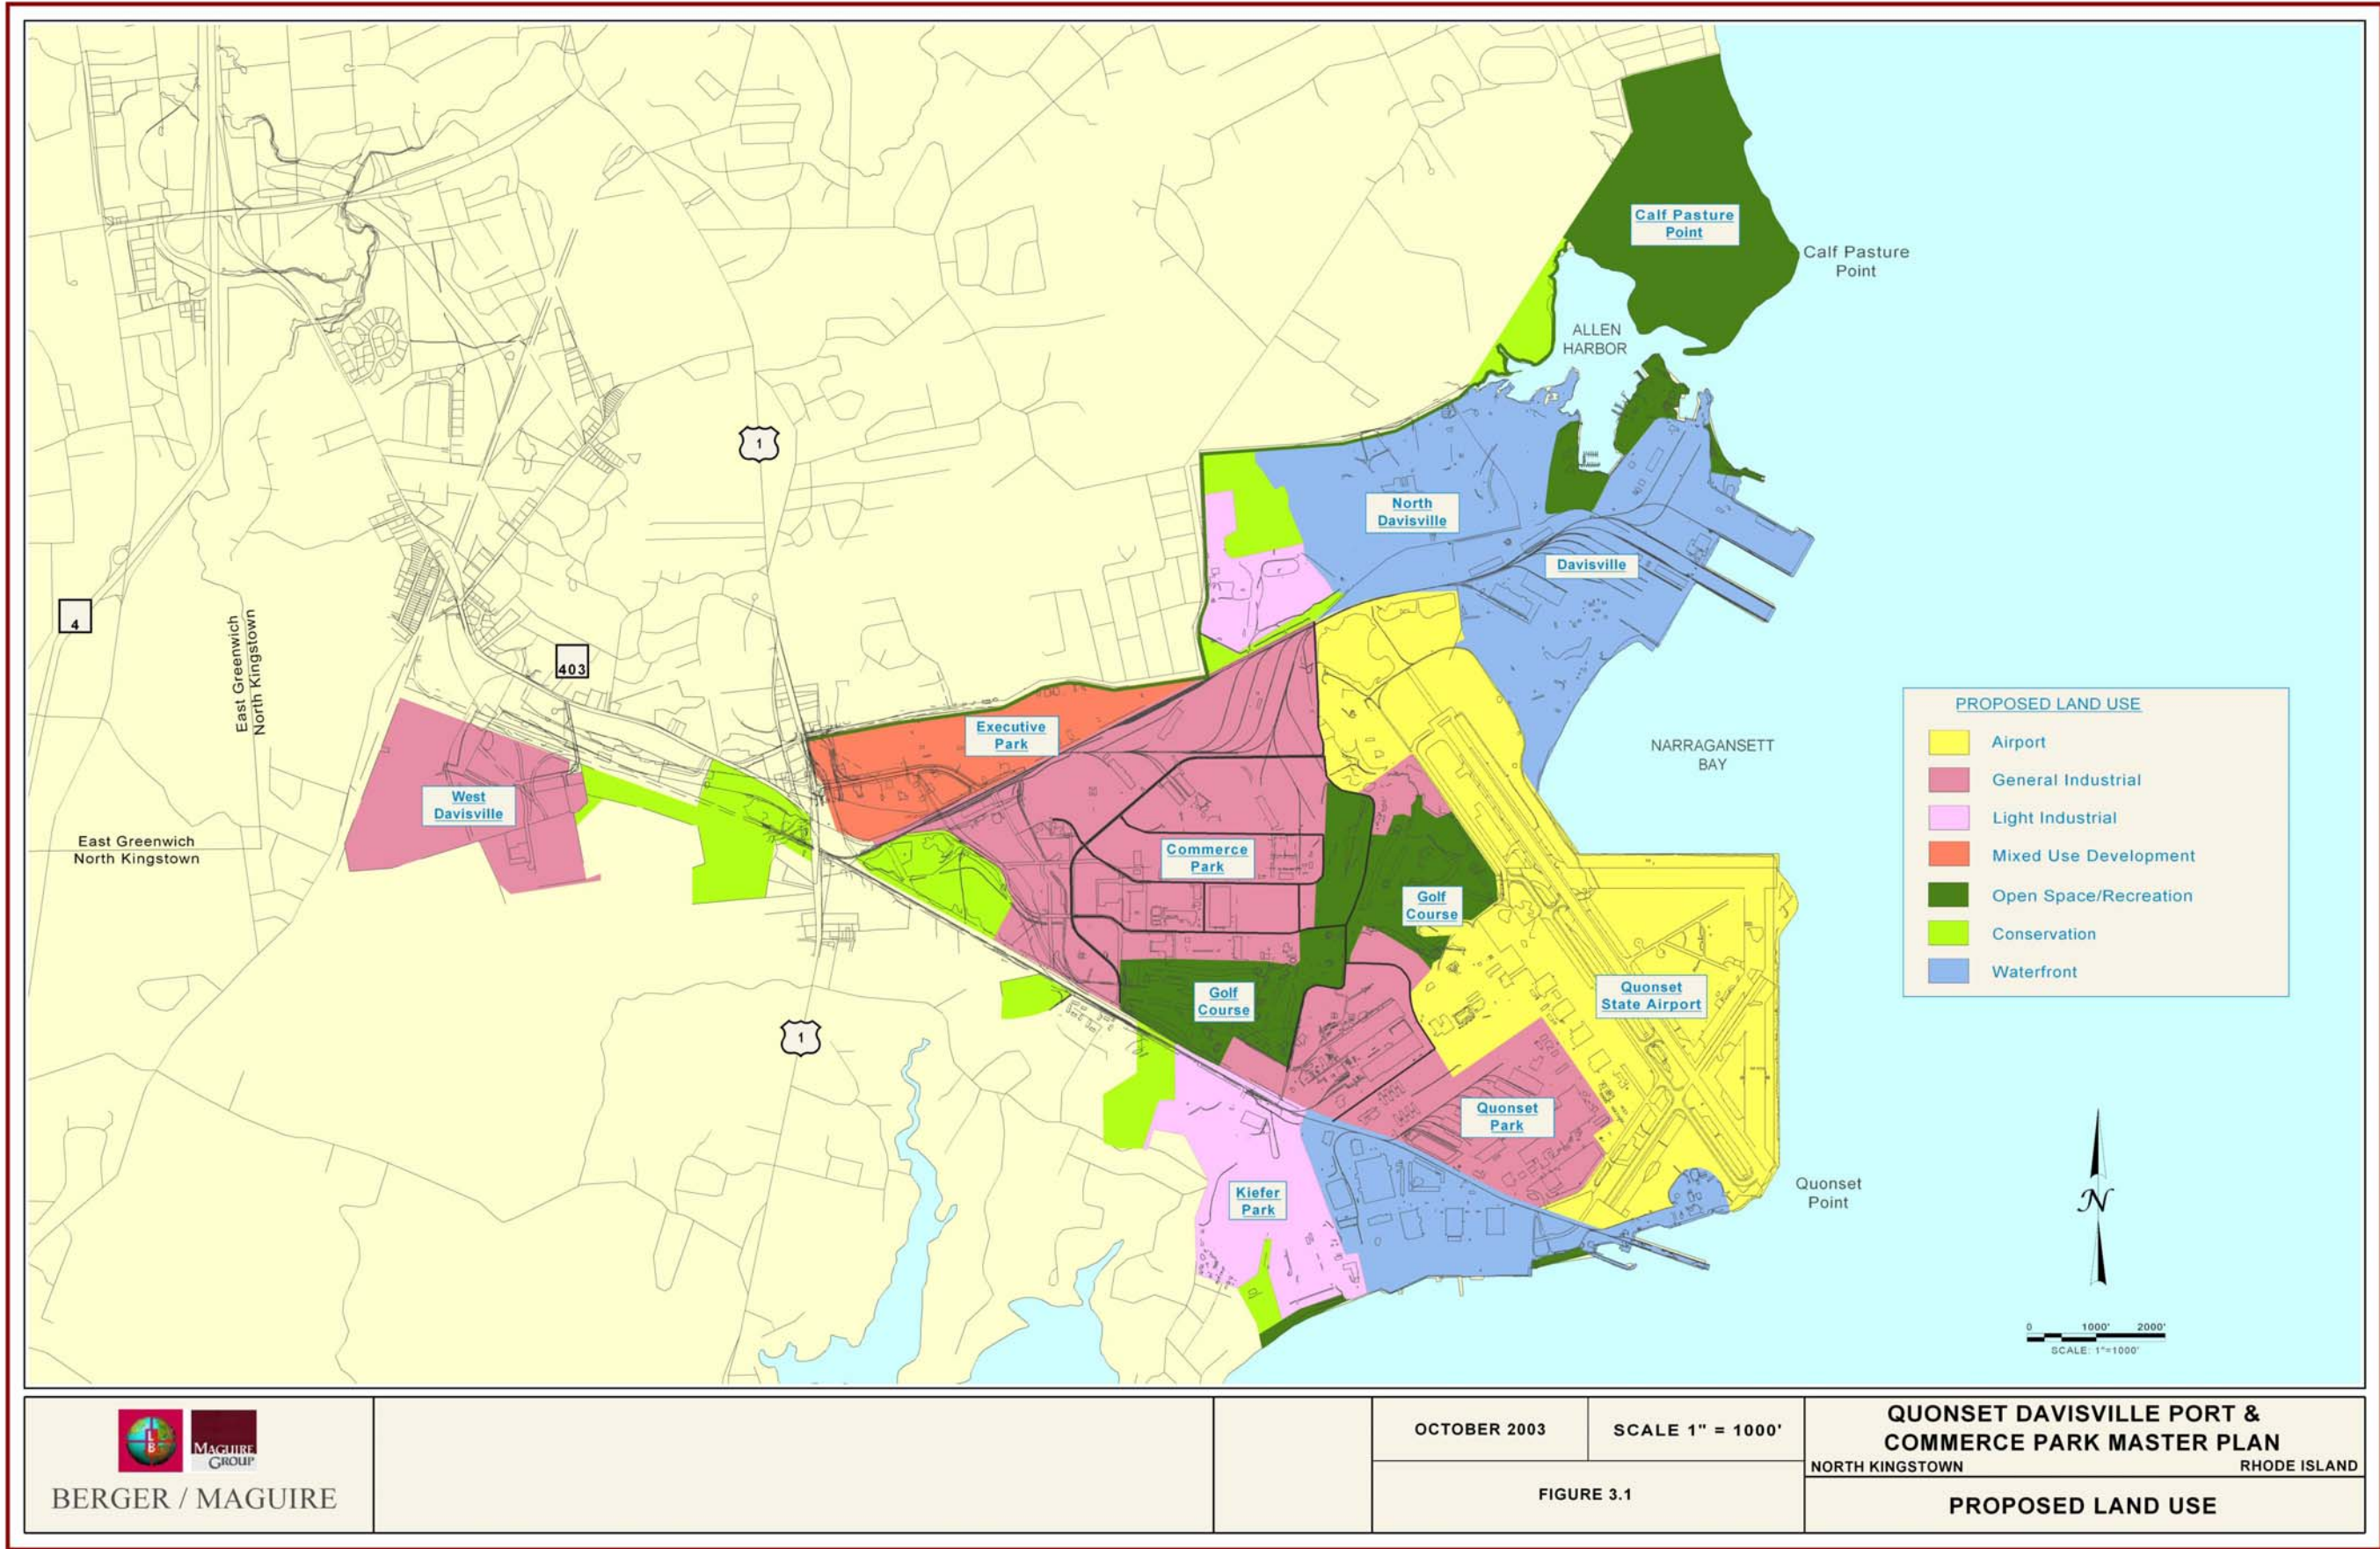 Calf Pasture
Point
Calf Pasture
Point
ALLEN
HARBOR
1
North
Davisville
Davisville
4
East Greenwich
North Kingstown
403
Executive
Park
NARRAGANSETT
BAY
West
Davisville
East Greenwich
North Kingstown
Commerce
Park
Golf
Course
Golf
Course
Quonset
State Airport
1
Quonset
Park
Kiefer
Park
Quonset
Point
PROPOSED LAND USE
Airport
General Industrial
Light Industrial
Mixed Use Development
Open Space/Recreation
Conservation
Waterfront
N
0 1000' 2000'
SCALE: 1"=1000'
L
B
MAGUIRE
GROUP
BERGER / MAGUIRE
OCTOBER 2003
SCALE 1" = 1000'
FIGURE 3.1
QUONSET DAVISVILLE PORT &
COMMERCE PARK MASTER PLAN
NORTH KINGSTOWN RHODE ISLAND
PROPOSED LAND USE